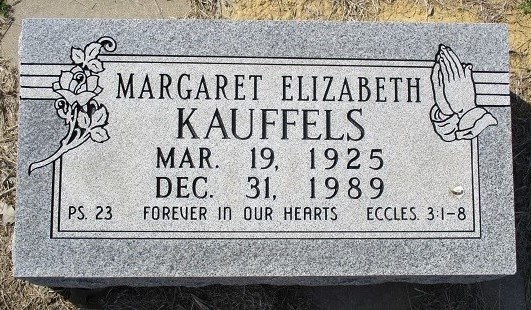 MARGARET ELIZABETH
KAUFFELS
MAR. 19, 1925
DEC. 31, 1989
PS. 23 FOREVER IN OUR HEARTS ECCLES. 3:1-8